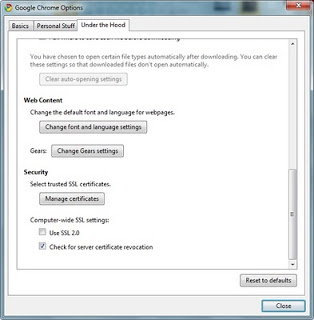 Google Chrome Options
Basics
Personal Stuff
Under the Hood
You have chosen to open certain file types automatically after downloading. You can clear
these settings so that downloaded files don't open automatically.
Clear auto-opening settings
Web Content
Change the default font and language for webpages.
Change font and language settings
Gears: Change Gears settings
Security
Select trusted SSL certificates.
Manage certificates
Computer-wide SSL settings:
Use SSL 2.0
Check for server certificate revocation
Reset to defaults
Close